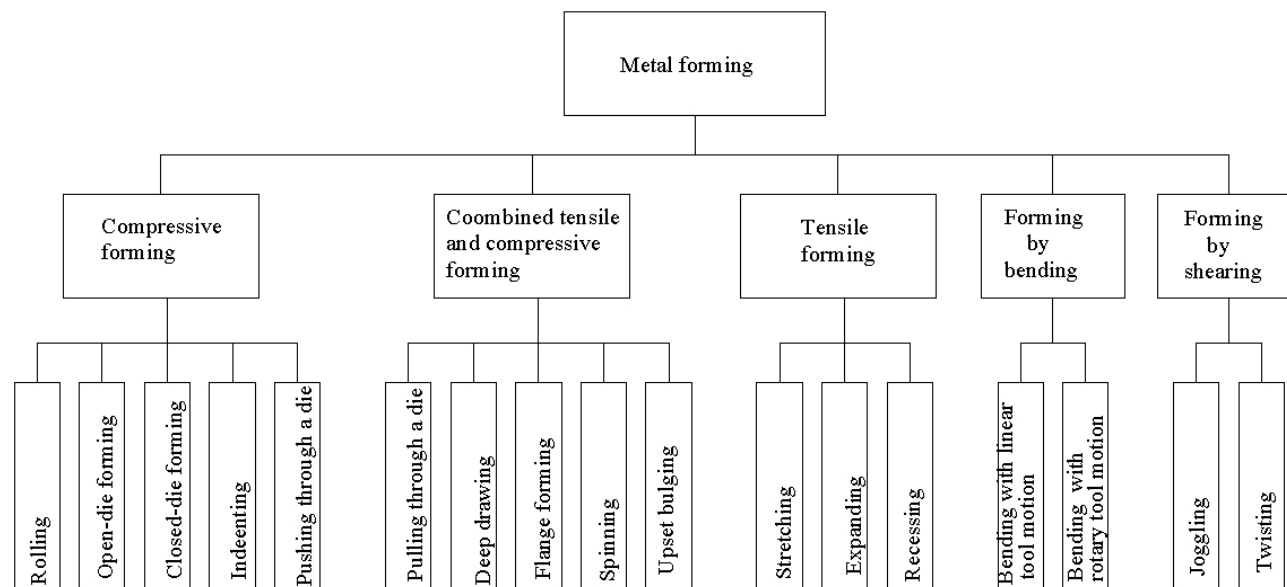 Metal forming
Compressive
forming
Coombined tensile
and compressive
forming
Tensile
forming
Forming
by
bending
Forming
by
shearing
Rolling
Open-die forming
Closed-die forming
Indeenting
Pushing through a die
Pulling through a die
Deep drawing
Flange forming
Spinning
Upset bulging
Stretching
Expanding
Recessing
Bending with linear
tool motion
Bending with
rotary tool motion
Joggling
Twisting